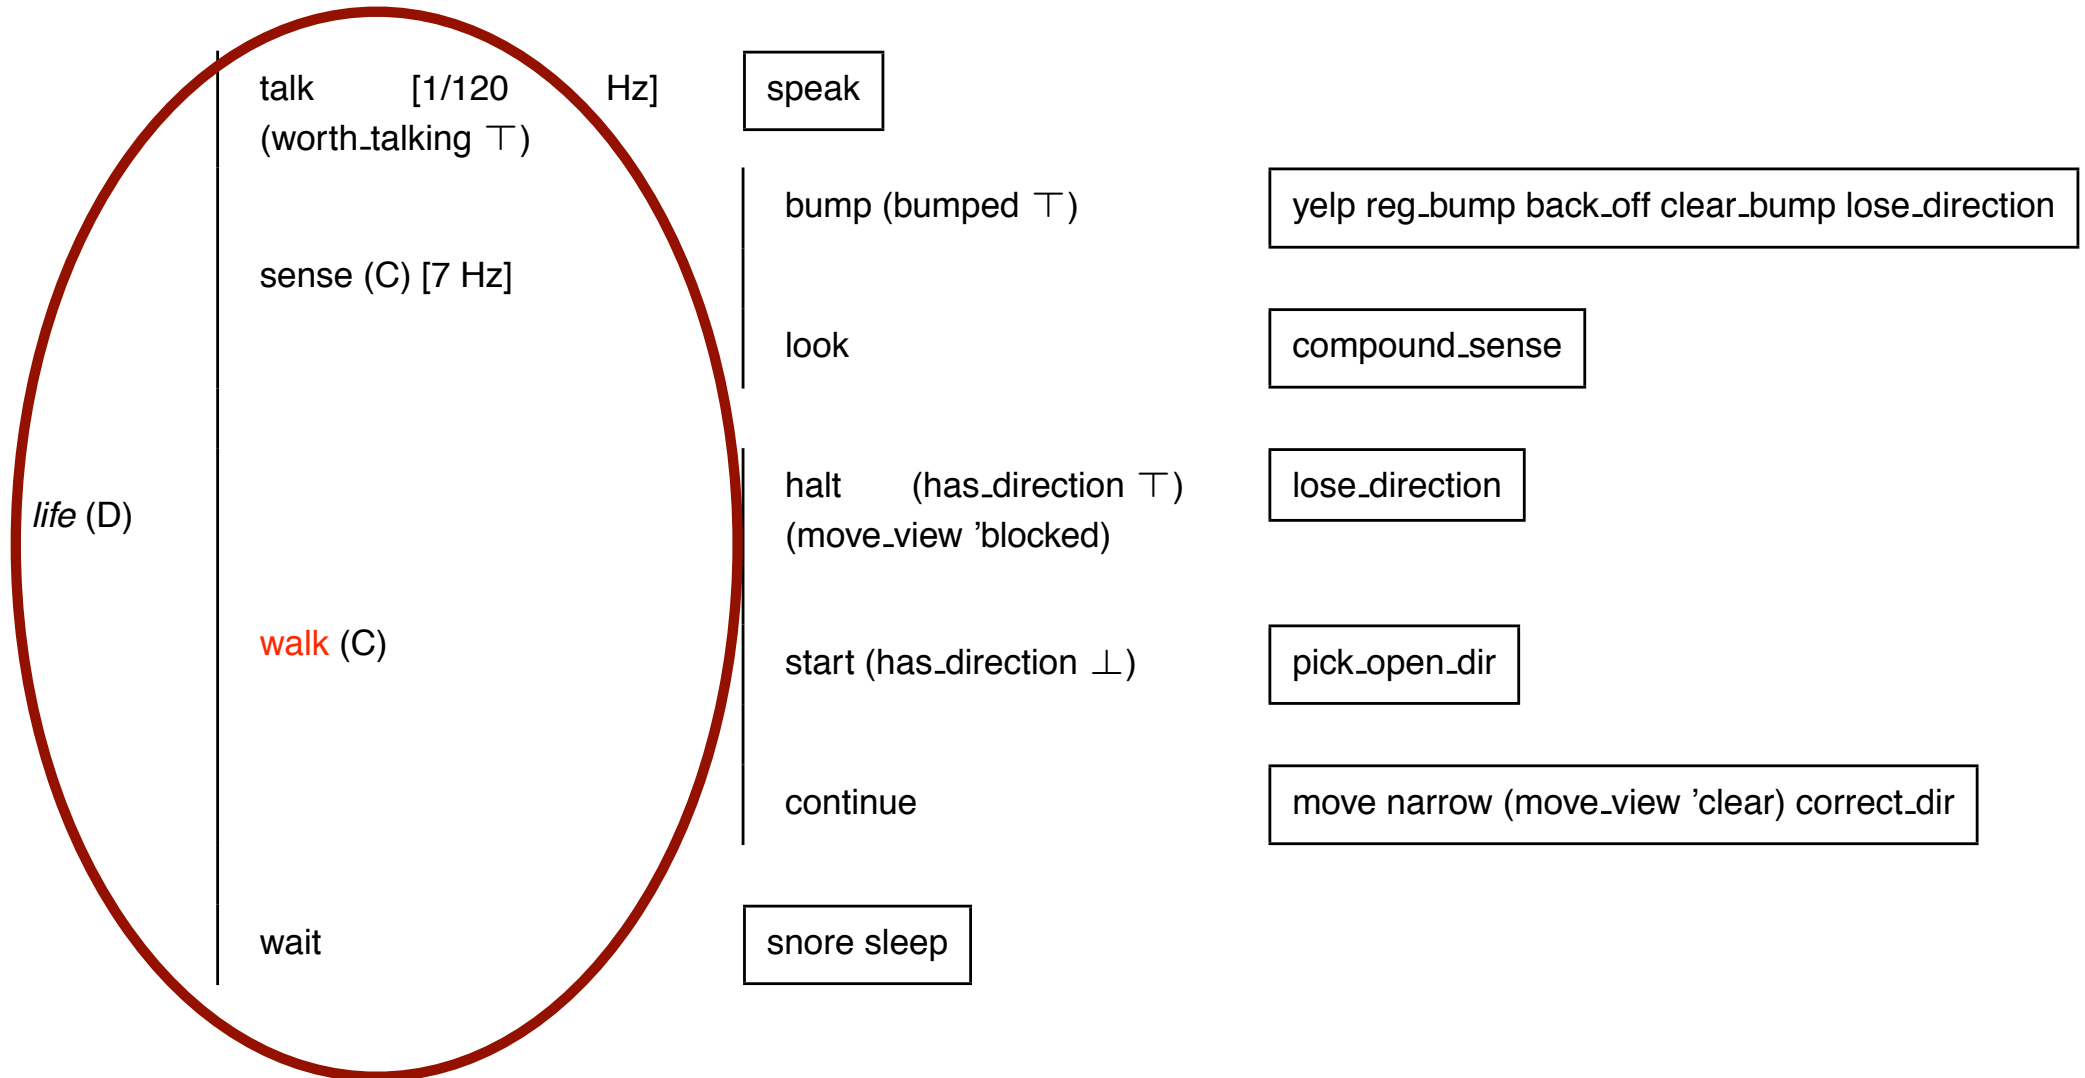 talk [1/120 Hz] speak
(worth_talking ⊤)
bump (bumped ⊤) yelp reg_bump back_off clear_bump lose_direction
sense (C) [7 Hz]
look compound_sense
halt (has_direction ⊤) lose_direction
life (D)
(move_view 'blocked)
walk (C)
start (has_direction ⊥) pick_open_dir
continue move narrow (move_view 'clear) correct_dir
wait snore sleep